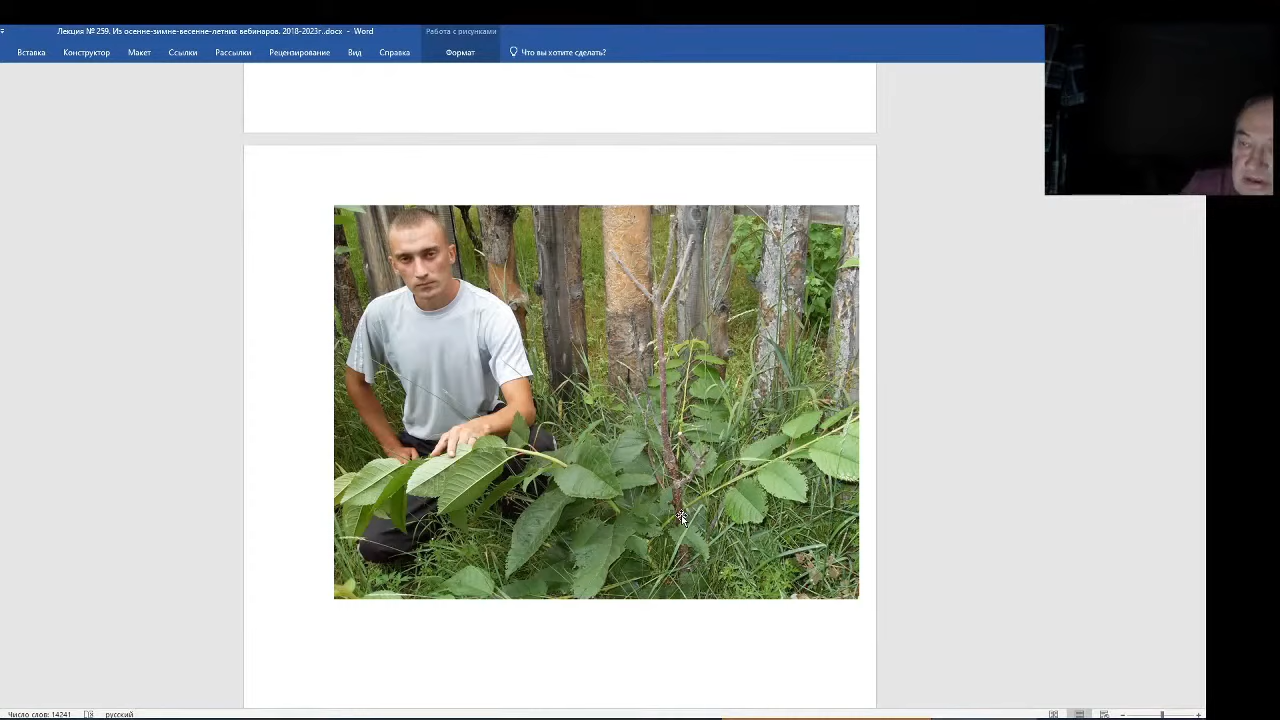 Лекция № 259. Из осенне-зимне-весенне-летних вебинаров. 2018-2023г..docx - Word
Работа с рисунками
Вставка Конструктор Макет Ссылки Рассылки Рецензирование Вид Справка Формат Что вы хотите сделать?
Число слов: 14241 русский